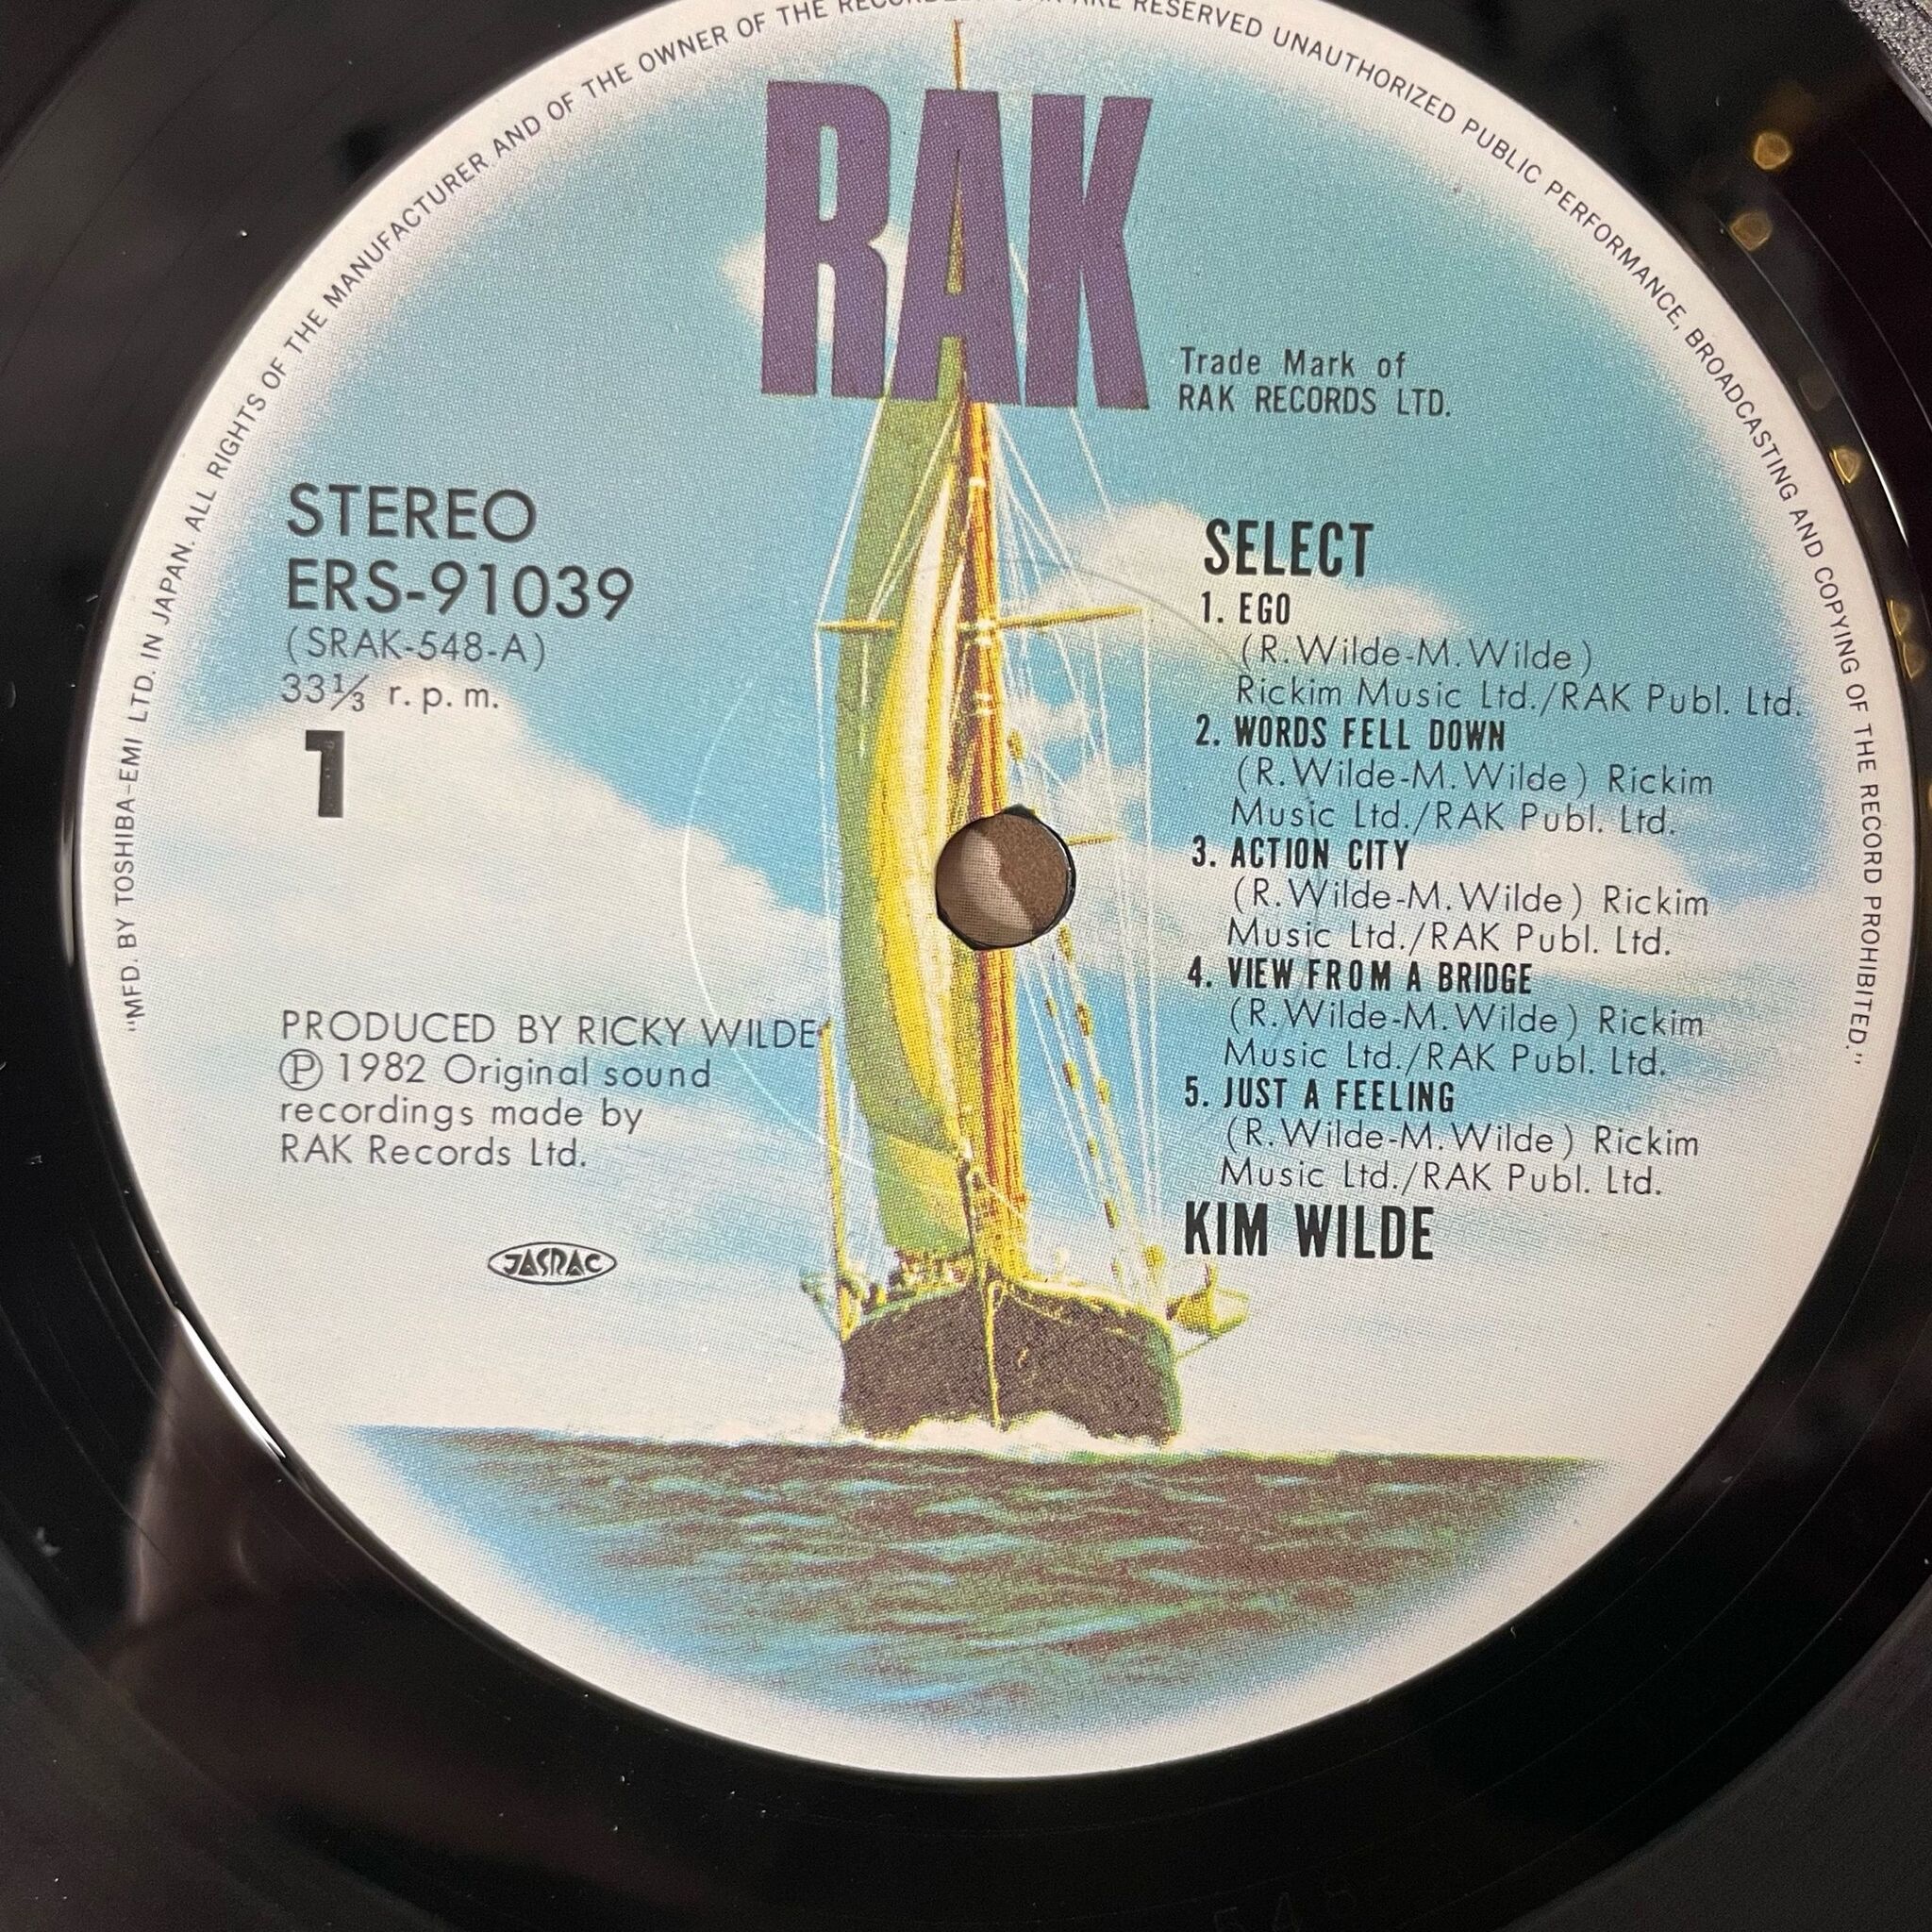 "MFD. BY TOSHIBA-EMI LTD. IN JAPAN. ALL RIGHTS OF THE MANUFACTURER AND OF THE OWNER OF THE ARE RESERVED UNAUTHORIZED PUBLIC PERFORMANCE, BROADCASTING AND COPYING OF THE RECORD PROHIBITED."
RAK
Trade Mark of
RAK RECORDS LTD.
STEREO
ERS-91039
(SRAK-548-A)
33⅓ r.p.m.
1
PRODUCED BY RICKY WILDE
Ⓟ 1982 Original sound
recordings made by
RAK Records Ltd.
JASRAC
SELECT
1. EGO
(R.Wilde-M.Wilde)
Rickim Music Ltd./RAK Publ. Ltd.
2. WORDS FELL DOWN
(R.Wilde-M.Wilde) Rickim
Music Ltd./RAK Publ. Ltd.
3. ACTION CITY
(R.Wilde-M.Wilde) Rickim
Music Ltd./RAK Publ. Ltd.
4. VIEW FROM A BRIDGE
(R.Wilde-M.Wilde) Rickim
Music Ltd./RAK Publ. Ltd.
5. JUST A FEELING
(R.Wilde-M.Wilde) Rickim
Music Ltd./RAK Publ. Ltd.
KIM WILDE